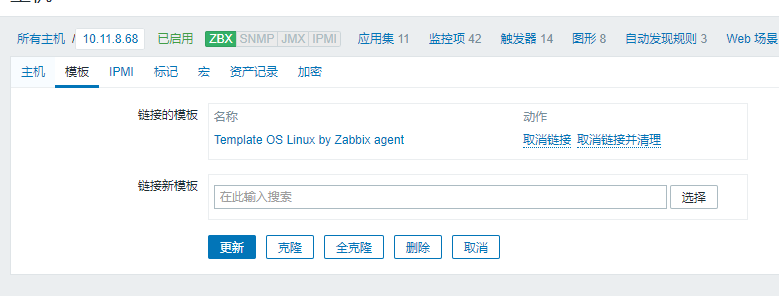 所有主机 / 10.11.8.68 已启用 ZBX SNMP JMX IPMI 应用集 11 监控项 42 触发器 14 图形 8 自动发现规则 3 Web 场景
主机 模板 IPMI 标记 宏 资产记录 加密
链接的模板 名称 动作
Template OS Linux by Zabbix agent 取消链接 取消链接并清理
链接新模板 在此输入搜索 选择
更新 克隆 全克隆 删除 取消